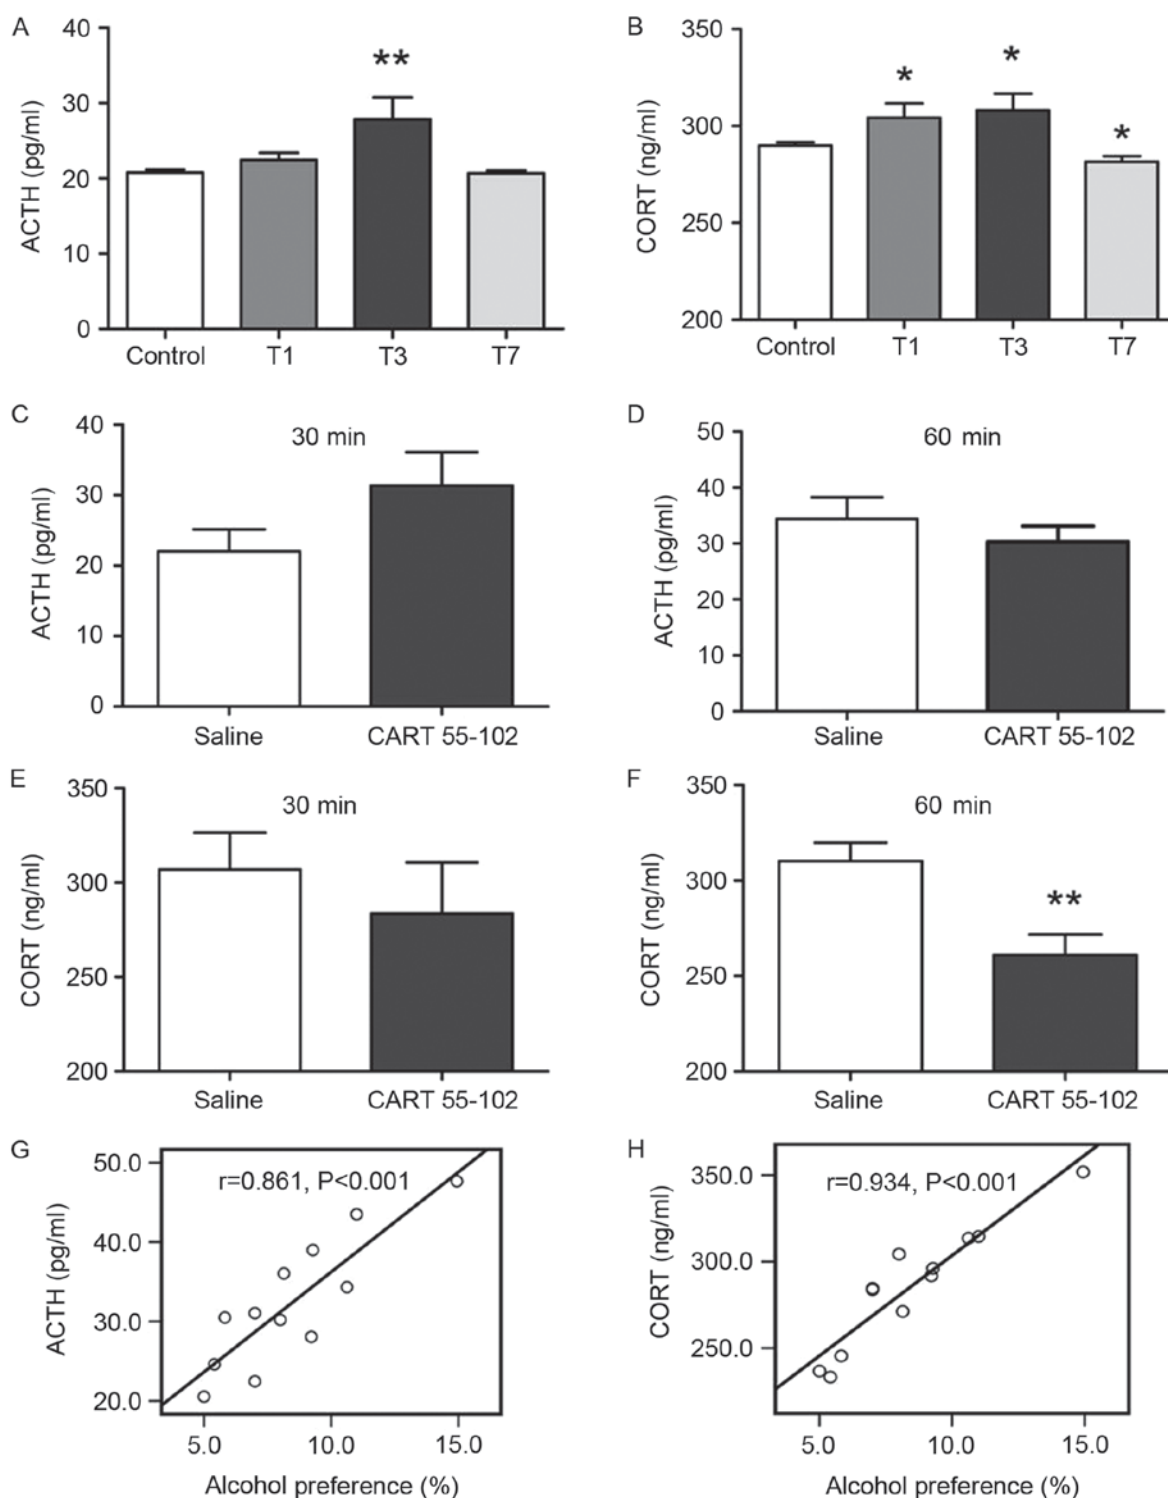 A
40
30
20
10
0
ACTH (pg/ml)
**
Control T1 T3 T7
B
350
300
250
200
CORT (ng/ml)
* * *
Control T1 T3 T7
C
30 min
40
30
20
10
0
ACTH (pg/ml)
Saline CART 55-102
D
60 min
50
40
30
20
10
0
ACTH (pg/ml)
Saline CART 55-102
E
30 min
350
300
250
200
CORT (ng/ml)
Saline CART 55-102
F
60 min
350
300
250
200
CORT (ng/ml)
**
Saline CART 55-102
G
r=0.861, P<0.001
50.0
40.0
30.0
20.0
ACTH (pg/ml)
5.0 10.0 15.0
Alcohol preference (%)
H
r=0.934, P<0.001
350.0
300.0
250.0
CORT (ng/ml)
5.0 10.0 15.0
Alcohol preference (%)